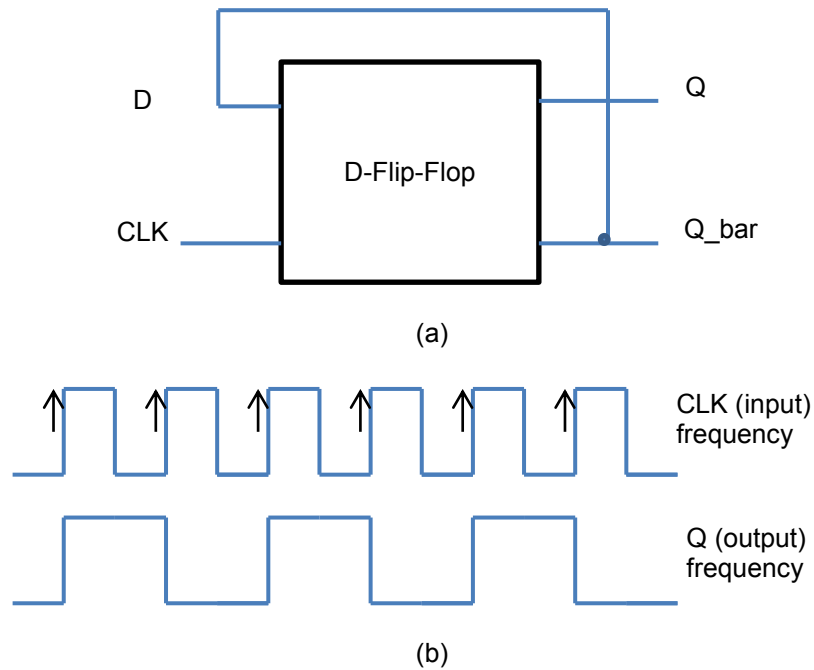 D
Q
D-Flip-Flop
CLK
Q_bar
(a)
CLK (input)
frequency
Q (output)
frequency
(b)